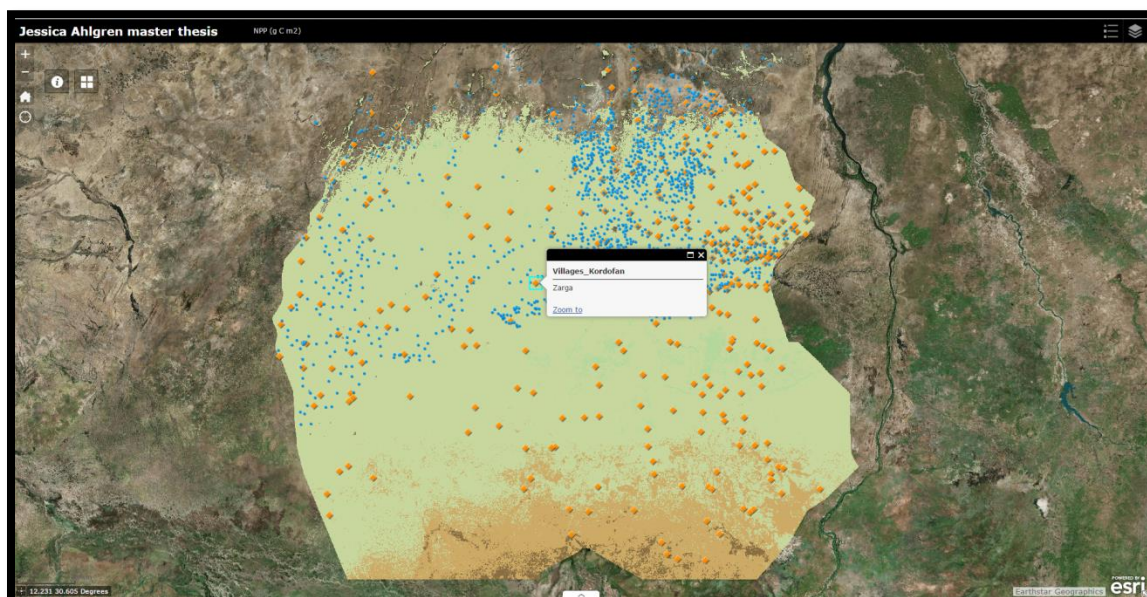 Jessica Ahlgren master thesis NPP (g C m2)
Villages_Kordofan
Zarga
Zoom to
12.231 30.605 Degrees
Earthstar Geographics
POWERED BY
esri